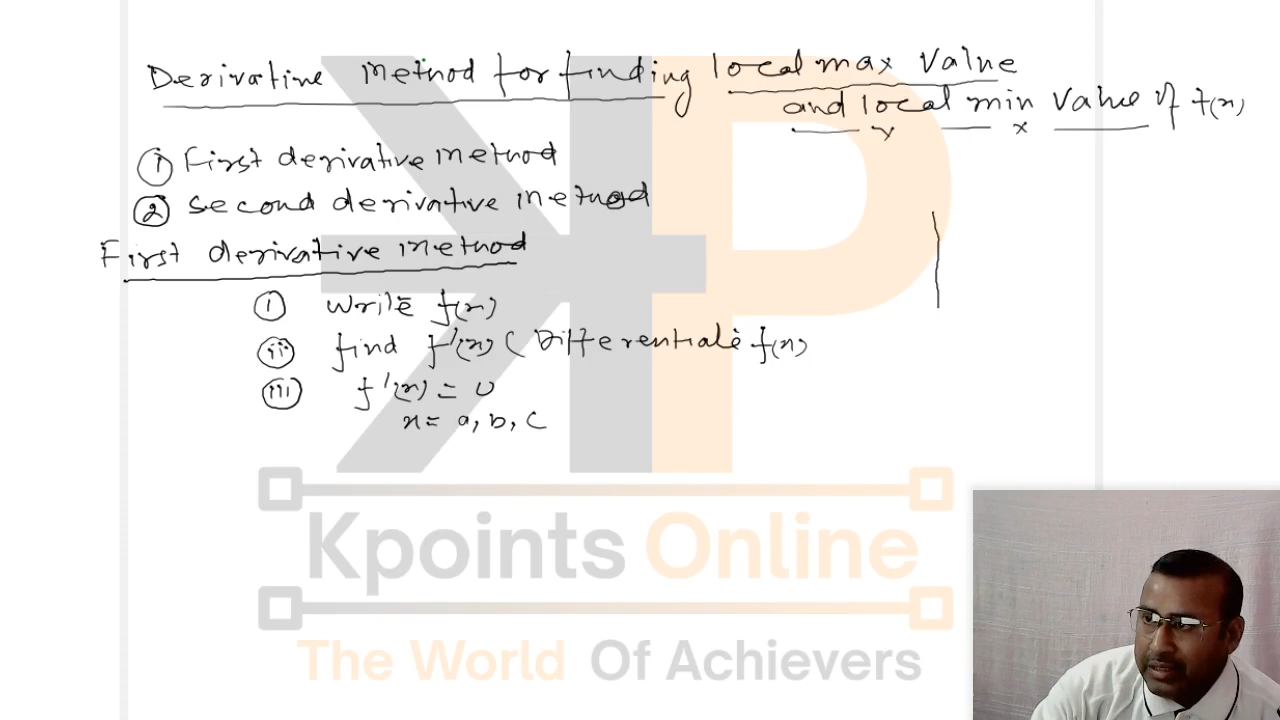 Derivative method for finding local max value
and local min value of f(x)
① First derivative method
② Second derivative method
First derivative method
ⓘ Write f(x)
ⓘⓘ find f'(x) ( Differentiate f(x)
ⓘⓘⓘ f'(x) = 0
x = a, b, c
KP
Kpoints Online
The World Of Achievers